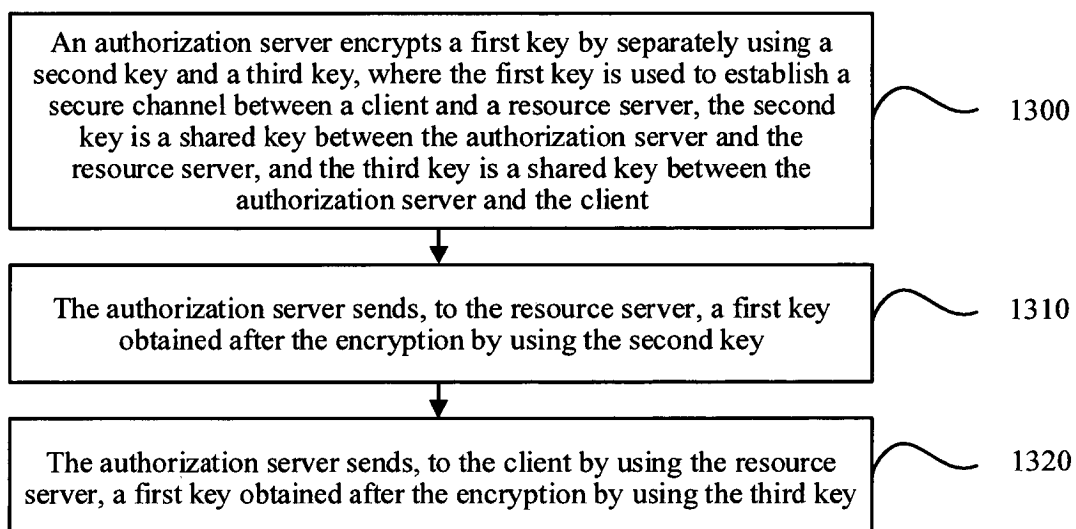 An authorization server encrypts a first key by separately using a
second key and a third key, where the first key is used to establish a
secure channel between a client and a resource server, the second
key is a shared key between the authorization server and the
resource server, and the third key is a shared key between the
authorization server and the client
1300
The authorization server sends, to the resource server, a first key
obtained after the encryption by using the second key
1310
The authorization server sends, to the client by using the resource
server, a first key obtained after the encryption by using the third key
1320